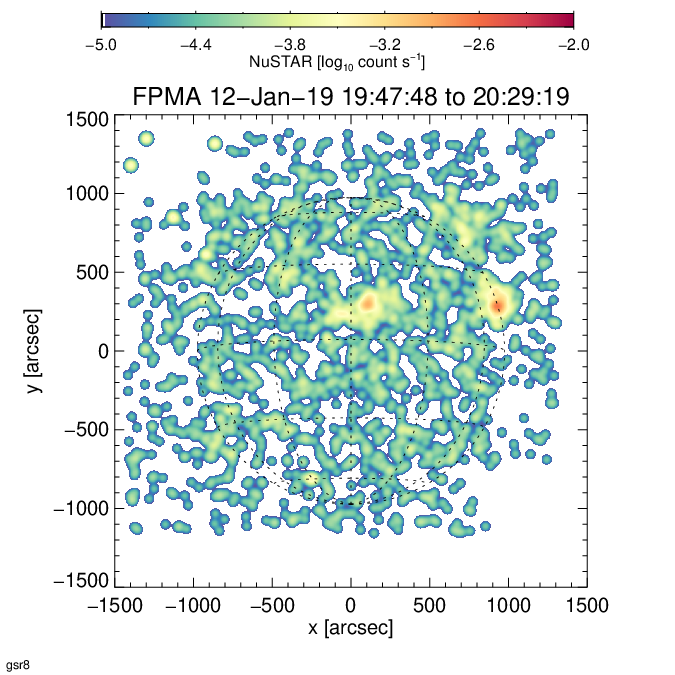 −5.0 −4.4 −3.8 −3.2 −2.6 −2.0
NuSTAR [log₁₀ count s⁻¹]
FPMA 12−Jan−19 19:47:48 to 20:29:19
1500
1000
500
0
−500
−1000
−1500
y [arcsec]
−1500 −1000 −500 0 500 1000 1500
x [arcsec]
gsr8